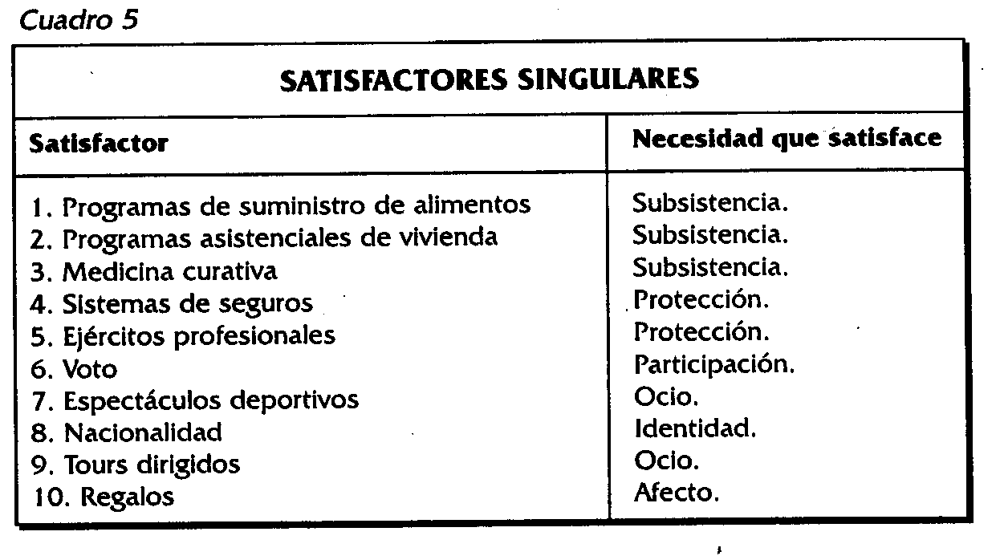 Cuadro 5
SATISFACTORES SINGULARES
Satisfactor Necesidad que satisface
1. Programas de suministro de alimentos Subsistencia.
2. Programas asistenciales de vivienda Subsistencia.
3. Medicina curativa Subsistencia.
4. Sistemas de seguros Protección.
5. Ejércitos profesionales Protección.
6. Voto Participación.
7. Espectáculos deportivos Ocio.
8. Nacionalidad Identidad.
9. Tours dirigidos Ocio.
10. Regalos Afecto.